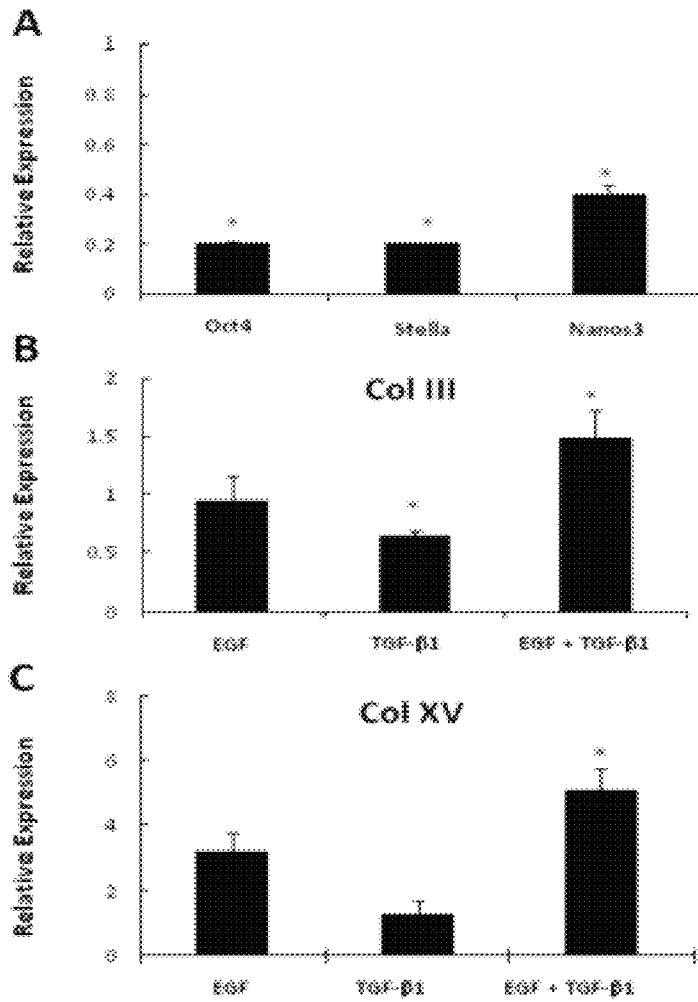 A
Relative Expression
1
0.8
0.6
0.4
0.2
0
*
*
*
Oct4 Stella Nanos3
B
Relative Expression
Col III
2
1.5
1
0.5
0
*
*
EGF TGF-β1 EGF + TGF-β1
C
Relative Expression
Col XV
8
6
4
2
0
*
EGF TGF-β1 EGF + TGF-β1